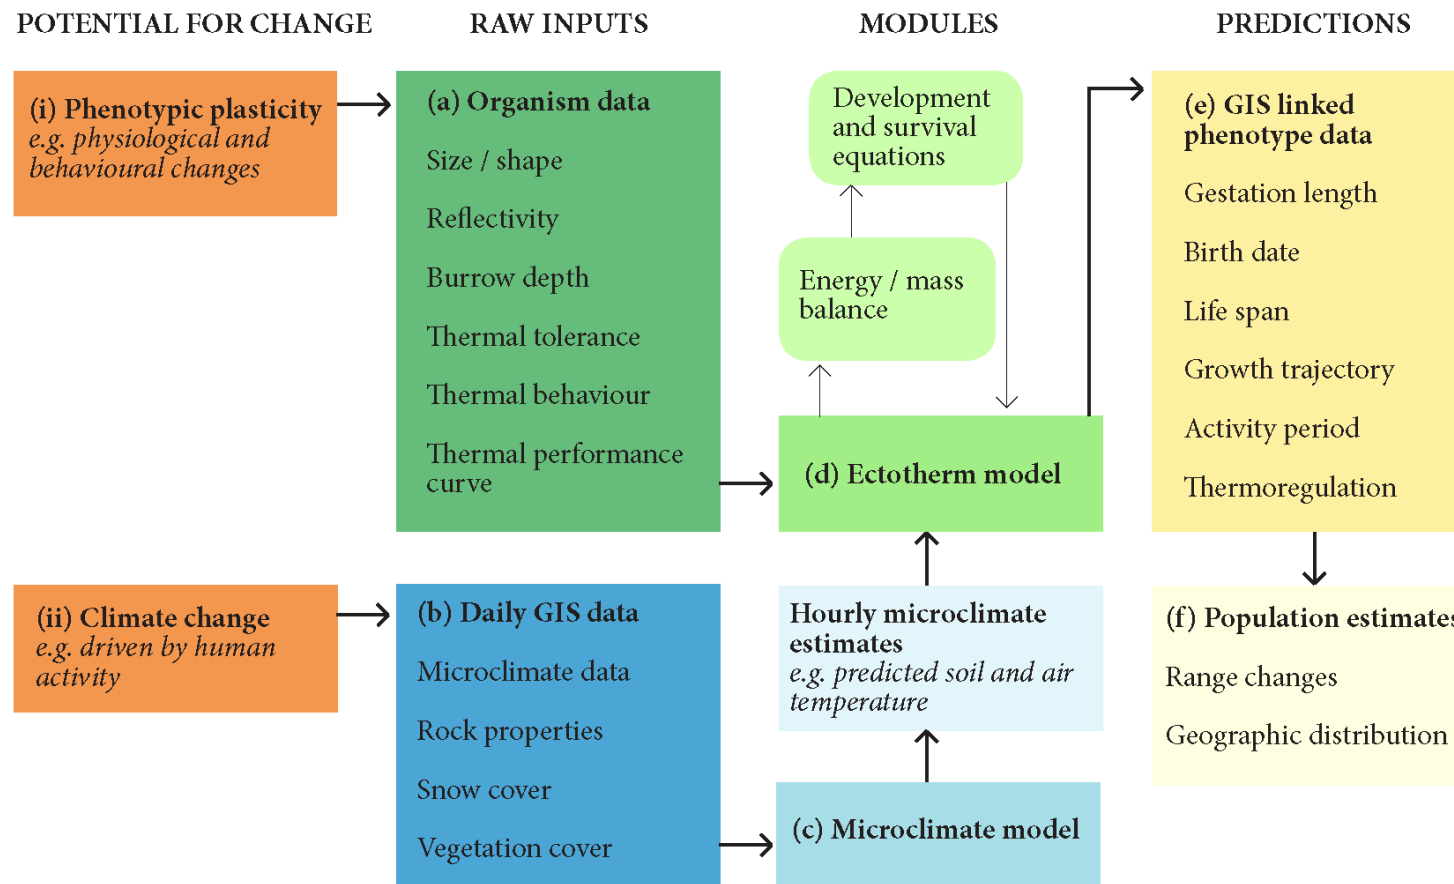 POTENTIAL FOR CHANGE
RAW INPUTS
MODULES
PREDICTIONS
(i) Phenotypic plasticity
e.g. physiological and
behavioural changes
(a) Organism data
Size / shape
Reflectivity
Burrow depth
Thermal tolerance
Thermal behaviour
Thermal performance
curve
Development
and survival
equations
Energy / mass
balance
(d) Ectotherm model
(e) GIS linked
phenotype data
Gestation length
Birth date
Life span
Growth trajectory
Activity period
Thermoregulation
(ii) Climate change
e.g. driven by human
activity
(b) Daily GIS data
Microclimate data
Rock properties
Snow cover
Vegetation cover
Hourly microclimate
estimates
e.g. predicted soil and air
temperature
(c) Microclimate model
(f) Population estimates
Range changes
Geographic distribution